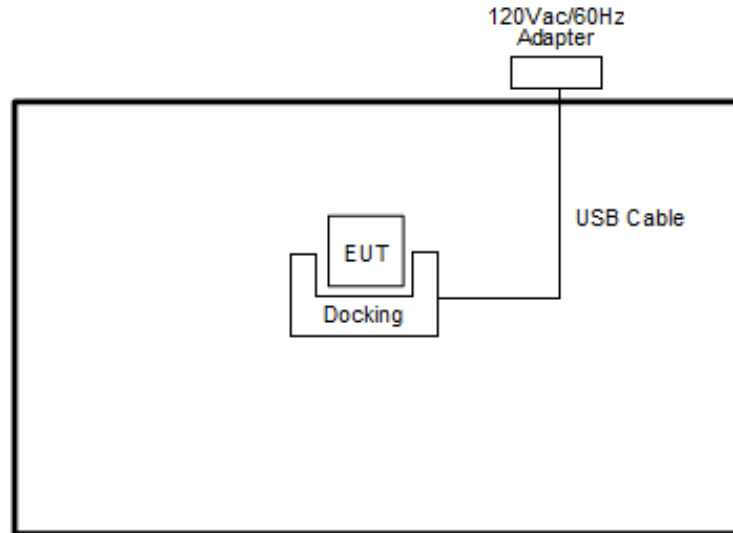 120Vac/60Hz
Adapter
USB Cable
EUT
Docking